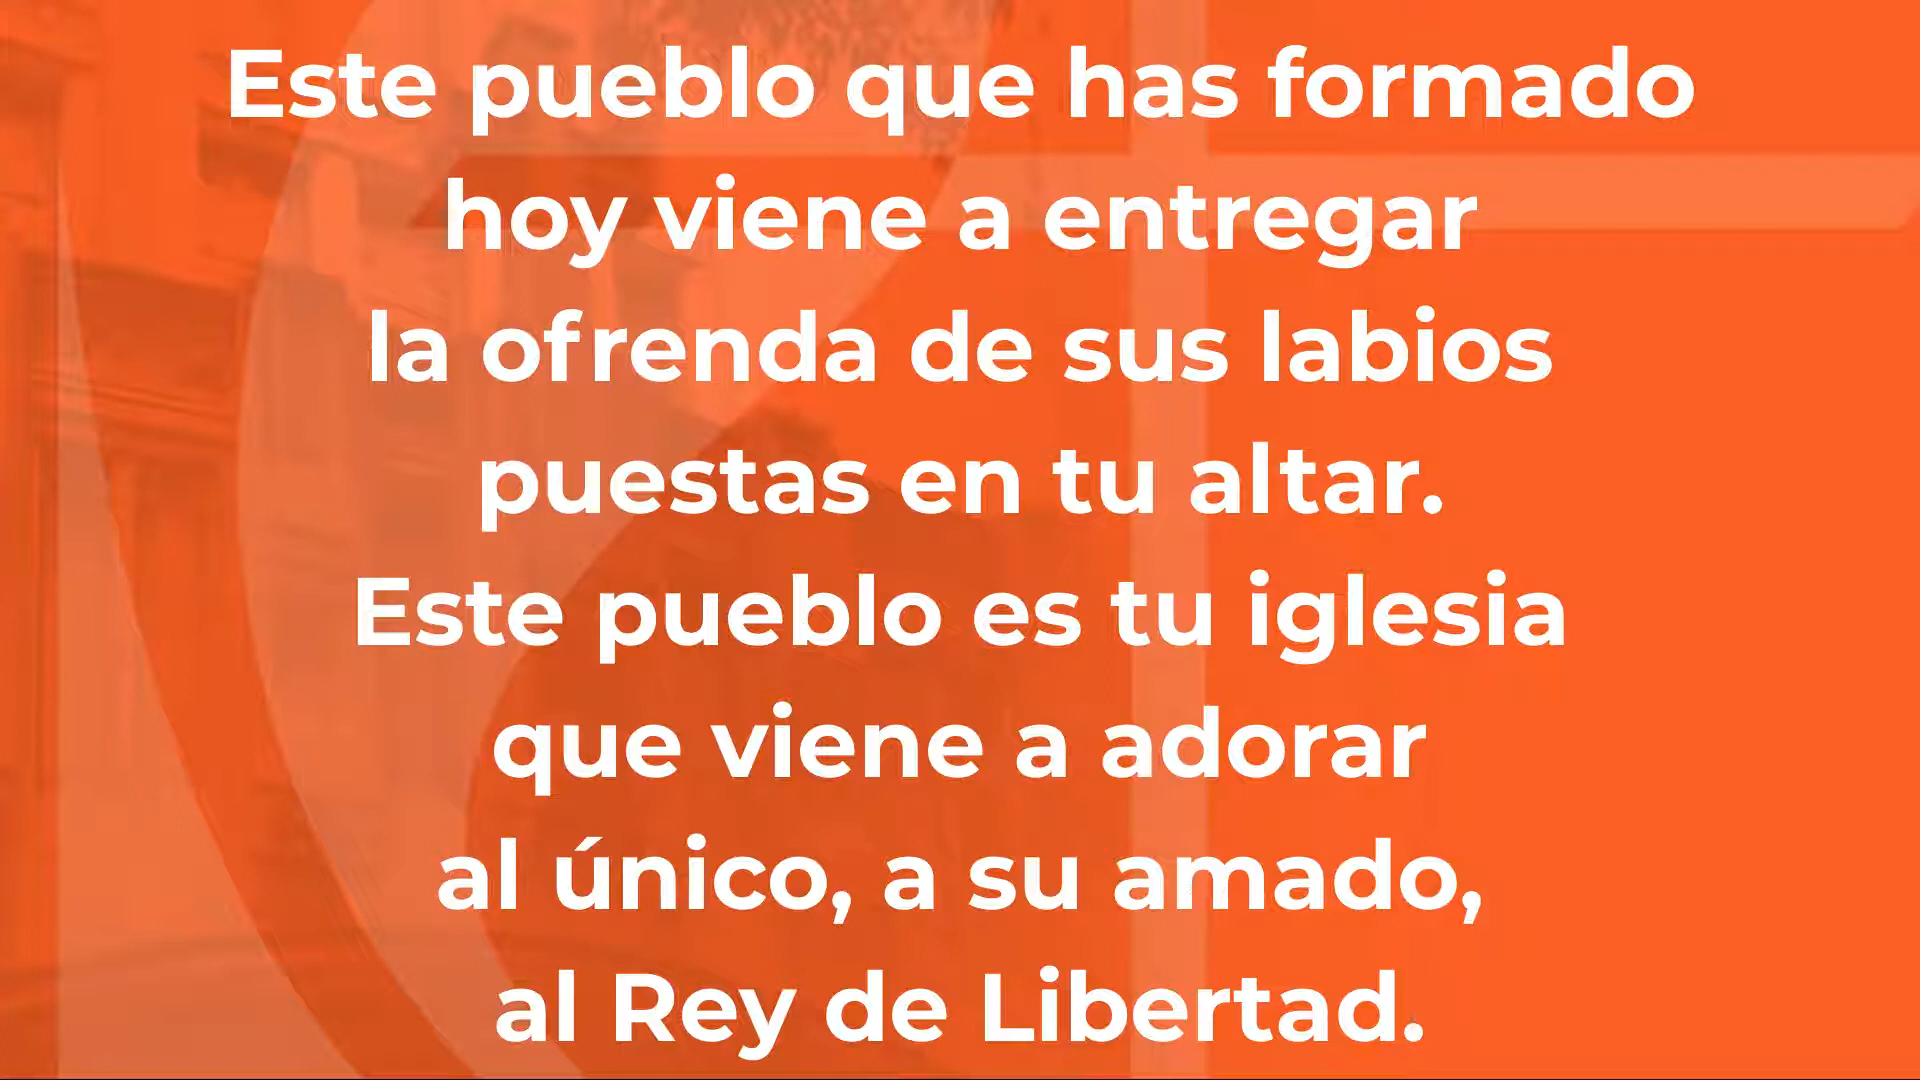 Este pueblo que has formado
hoy viene a entregar
la ofrenda de sus labios
puestas en tu altar.
Este pueblo es tu iglesia
que viene a adorar
al único, a su amado,
al Rey de Libertad.